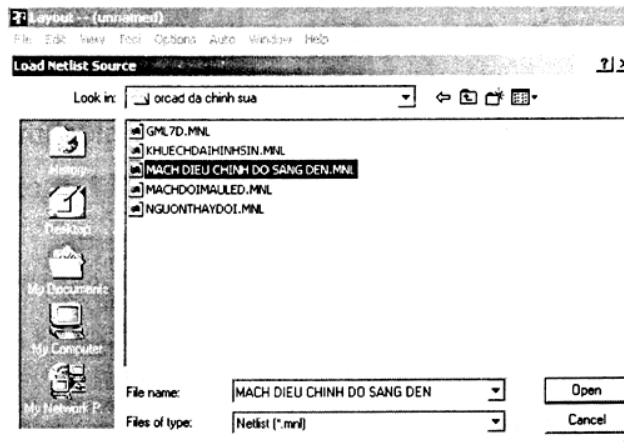 Layout -- (unnamed)
File Edit View Tool Options Auto Window Help
Load Netlist Source
Look in: orcad da chinh sua
GML7D.MNL
KHUECHDAIHINHSIN.MNL
MACH DIEU CHINH DO SANG DEN.MNL
MACHDOIMAULED.MNL
NGUONTHAYDOI.MNL
History
Desktop
My Documents
My Computer
My Network P...
File name: MACH DIEU CHINH DO SANG DEN
Open
Files of type: Netlist (*.mnl)
Cancel